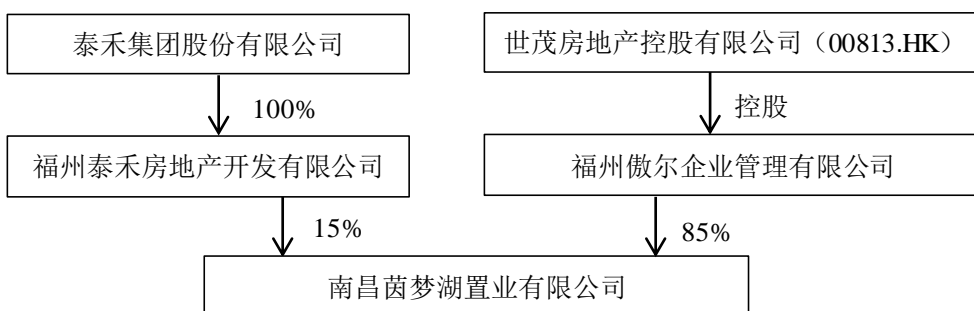 泰禾集团股份有限公司
世茂房地产控股有限公司（00813.HK）
100%
控股
福州泰禾房地产开发有限公司
福州傲尔企业管理有限公司
15%
85%
南昌茵梦湖置业有限公司